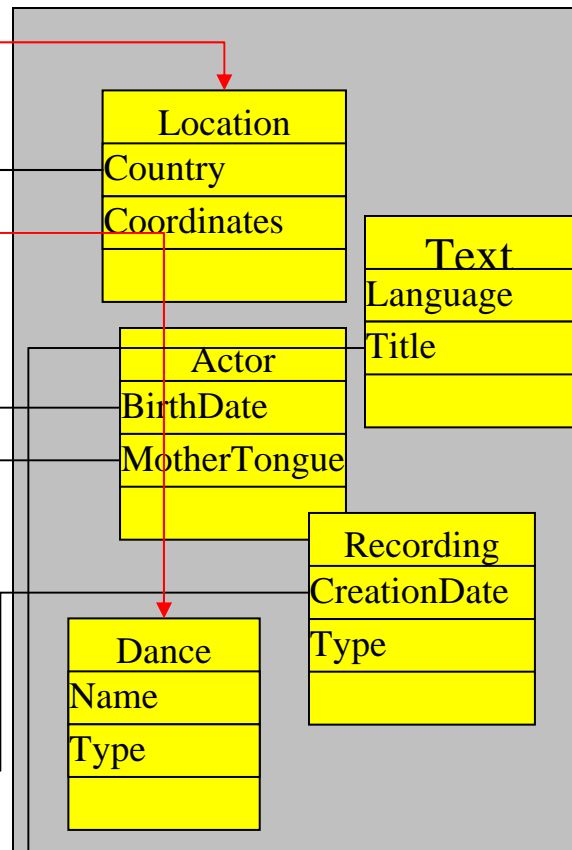 Location
Country
Coordinates
Text
Language
Title
Actor
BirthDate
MotherTongue
Recording
CreationDate
Type
Dance
Name
Type